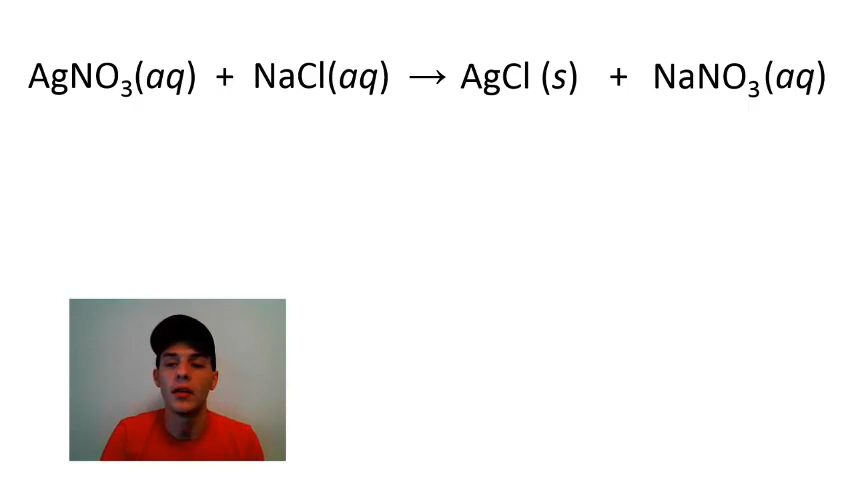 AgNO₃(aq) + NaCl(aq) → AgCl (s) + NaNO₃(aq)